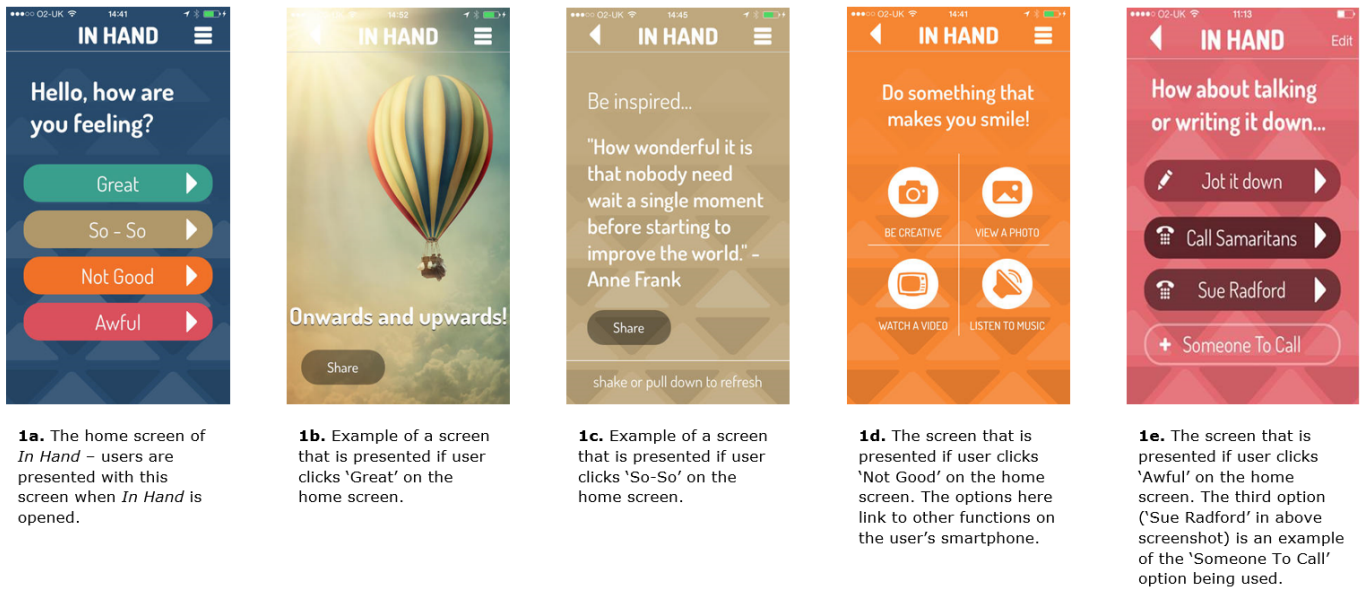 O2-UK 14:41
IN HAND
Hello, how are
you feeling?
Great
So - So
Not Good
Awful
14:52
IN HAND
Onwards and upwards!
Share
O2-UK 14:45
IN HAND
Be inspired...
"How wonderful it is
that nobody need
wait a single moment
before starting to
improve the world." -
Anne Frank
Share
shake or pull down to refresh
O2-UK 14:41
IN HAND
Do something that
makes you smile!
BE CREATIVE
VIEW A PHOTO
WATCH A VIDEO
LISTEN TO MUSIC
O2-UK 11:13
IN HAND Edit
How about talking
or writing it down...
Jot it down
Call Samaritans
Sue Radford
+ Someone To Call
1a. The home screen of
In Hand – users are
presented with this
screen when In Hand is
opened.
1b. Example of a screen
that is presented if user
clicks ‘Great’ on the
home screen.
1c. Example of a screen
that is presented if user
clicks ‘So-So’ on the
home screen.
1d. The screen that is
presented if user clicks
‘Not Good’ on the home
screen. The options here
link to other functions on
the user’s smartphone.
1e. The screen that is
presented if user clicks
‘Awful’ on the home
screen. The third option
(‘Sue Radford’ in above
screenshot) is an example
of the ‘Someone To Call’
option being used.